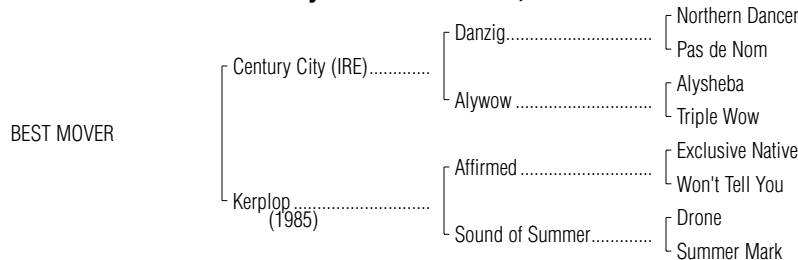 Northern Dancer
Danzig
Pas de Nom
Century City (IRE)
Alysheba
Alywow
Triple Wow
BEST MOVER
Exclusive Native
Affirmed
Won't Tell You
Kerplop
(1985)
Drone
Sound of Summer
Summer Mark